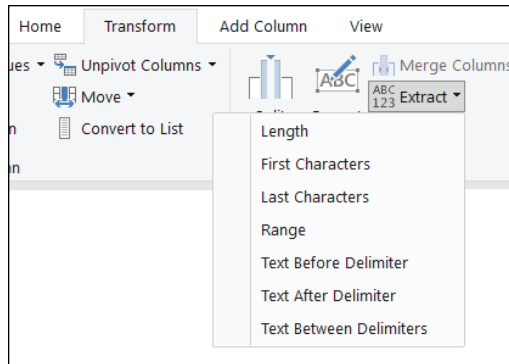 Home Transform Add Column View
Unpivot Columns
Merge Columns
ABC
Move
ABC
123 Extract
Convert to List
Length
First Characters
Last Characters
Range
Text Before Delimiter
Text After Delimiter
Text Between Delimiters